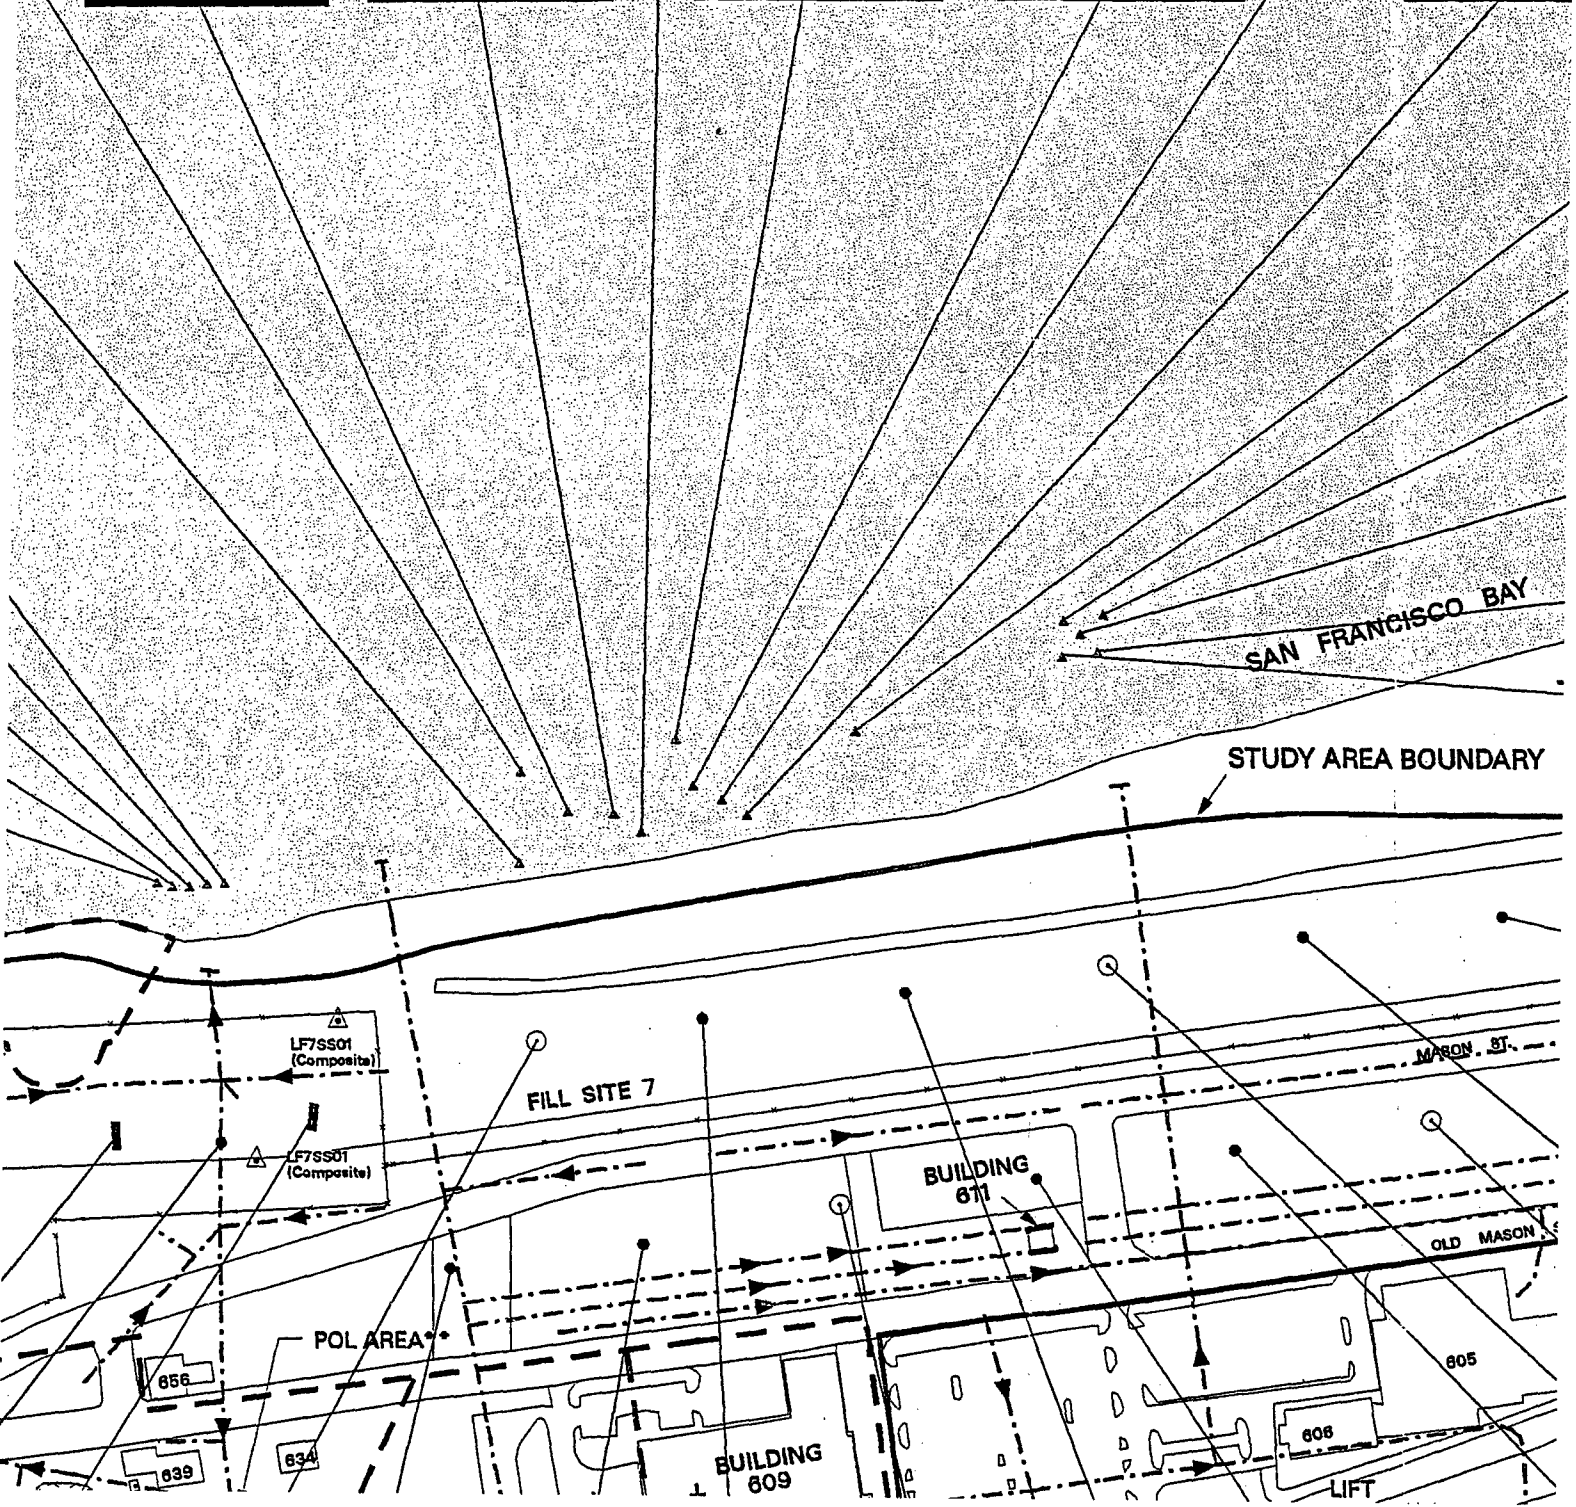 SAN FRANCISCO BAY
STUDY AREA BOUNDARY
LF7SS01
(Composite)
FILL SITE 7
MASON ST.
LF7SS01
(Composite)
BUILDING
611
OLD MASON
POL AREA**
656
605
606
639
634
BUILDING
609
LIFT